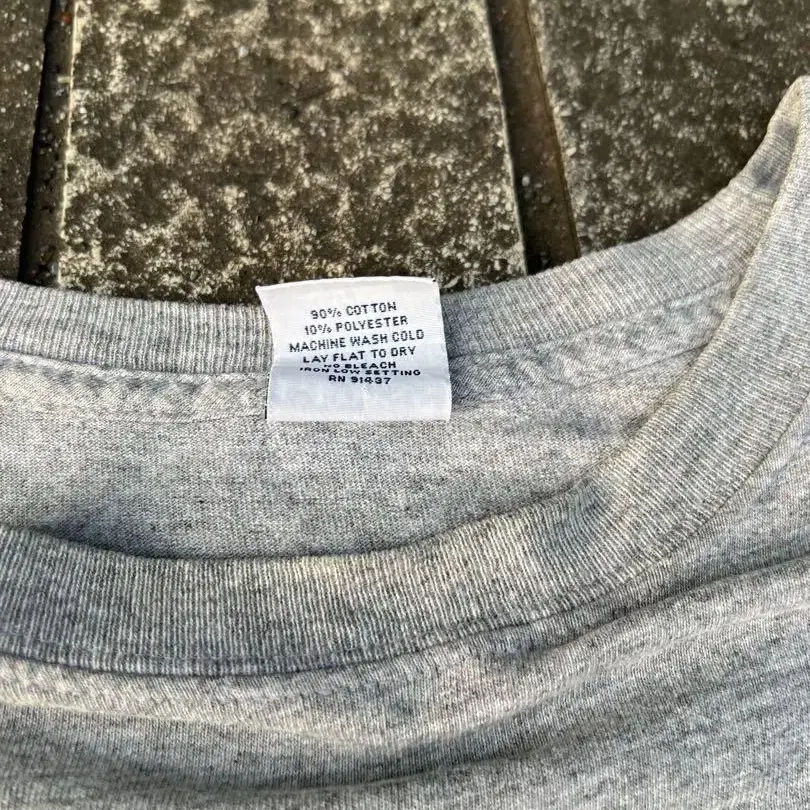 90% COTTON
10% POLYESTER
MACHINE WASH COLD
LAY FLAT TO DRY
NO BLEACH
IRON LOW SETTING
RN 91437